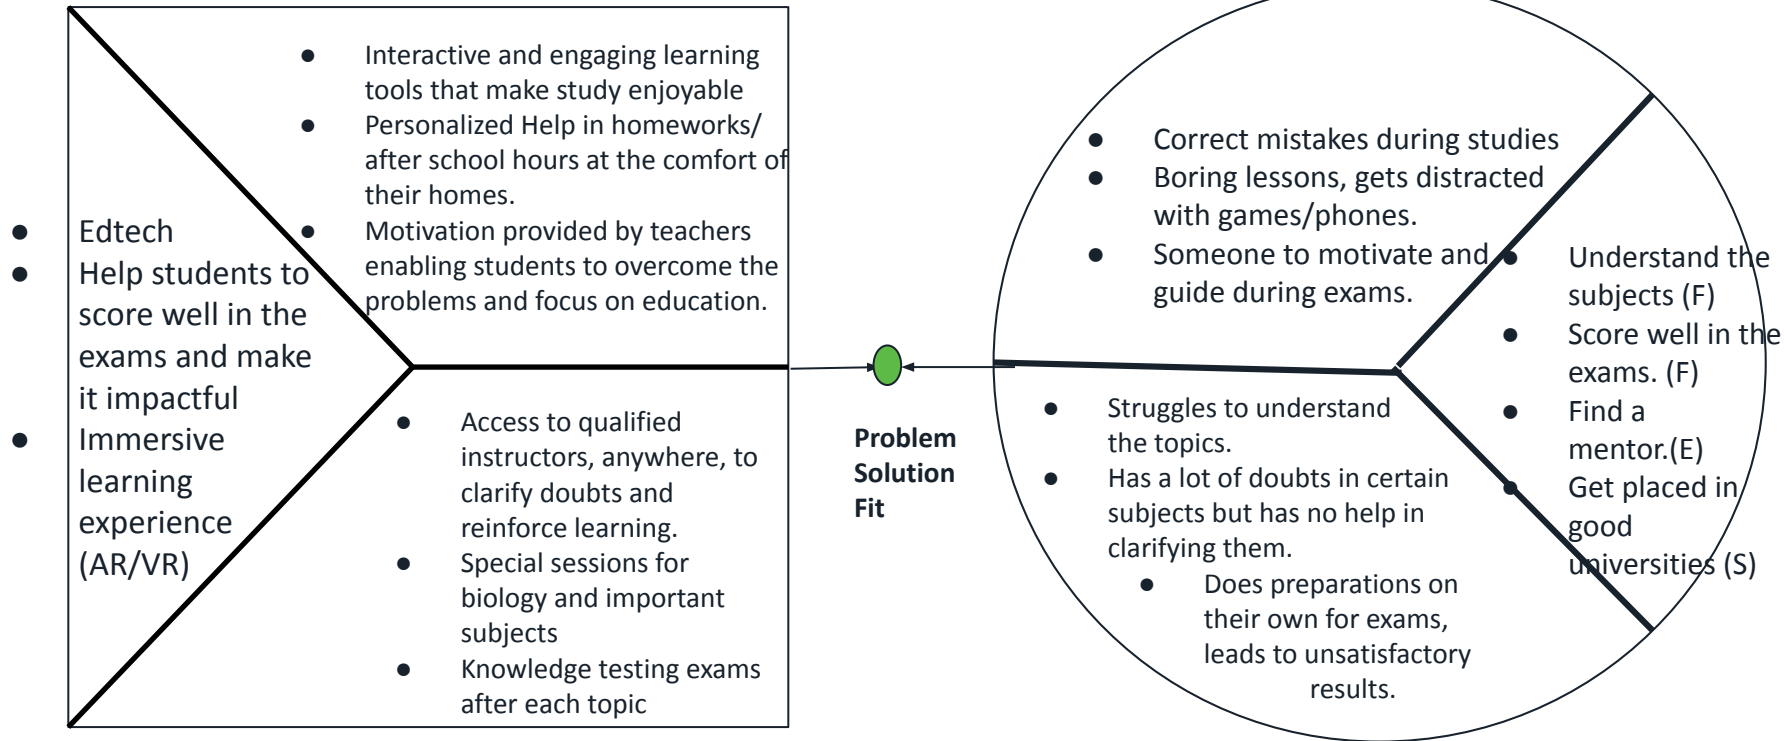 ● Interactive and engaging learning
tools that make study enjoyable
● Personalized Help in homeworks/
after school hours at the comfort of
their homes.
● Motivation provided by teachers
enabling students to overcome the
problems and focus on education.
● Edtech
● Help students to
score well in the
exams and make
it impactful
● Immersive
learning
experience
(AR/VR)
● Access to qualified
instructors, anywhere, to
clarify doubts and
reinforce learning.
● Special sessions for
biology and important
subjects
● Knowledge testing exams
after each topic
Problem
Solution
Fit
● Correct mistakes during studies
● Boring lessons, gets distracted
with games/phones.
● Someone to motivate and
guide during exams.
● Understand the
subjects (F)
● Score well in the
exams. (F)
● Find a
mentor.(E)
● Get placed in
good
universities (S)
● Struggles to understand
the topics.
● Has a lot of doubts in certain
subjects but has no help in
clarifying them.
● Does preparations on
their own for exams,
leads to unsatisfactory
results.